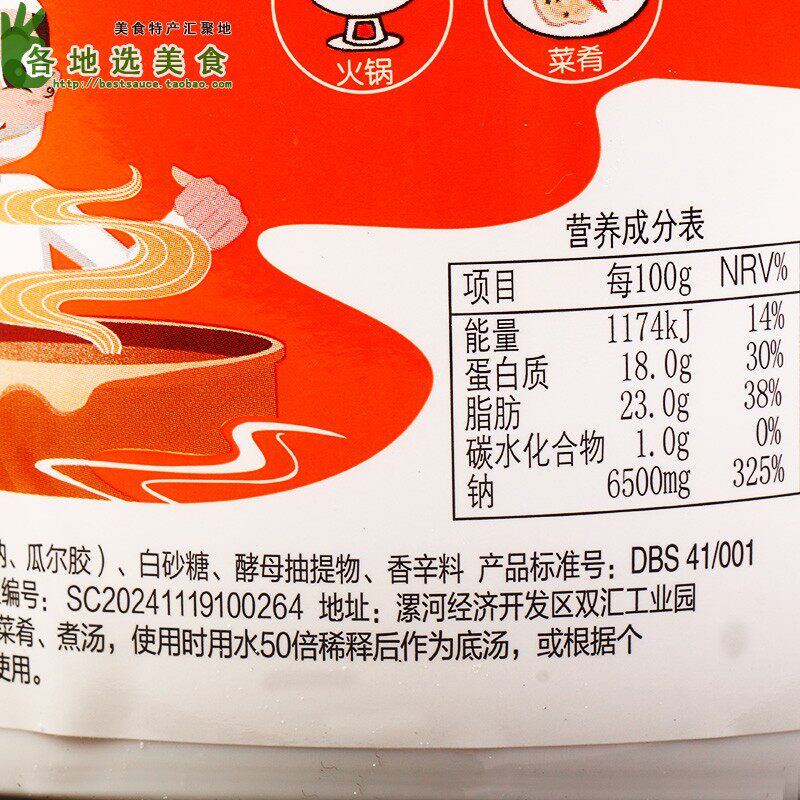 美食特产汇聚地
各地选美食
http://bestsauce.taobao.com
火锅
菜肴
营养成分表
项目 每100g NRV%
能量 1174kJ 14%
蛋白质 18.0g 30%
脂肪 23.0g 38%
碳水化合物 1.0g 0%
钠 6500mg 325%
、瓜尔胶)、白砂糖、酵母抽提物、香辛料 产品标准号：DBS 41/001
编号：SC20241119100264 地址：漯河经济开发区双汇工业园
菜肴、煮汤，使用时用水50倍稀释后作为底汤，或根据个
使用。